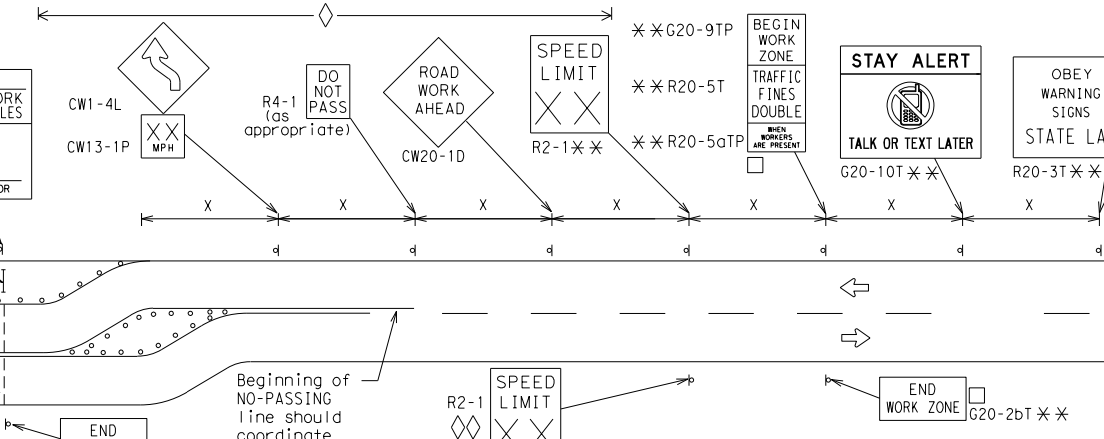 ORK
LES
OR
CW1-4L
CW13-1P
XX
MPH
R4-1
(as
appropriate)
DO
NOT
PASS
ROAD
WORK
AHEAD
CW20-1D
SPEED
LIMIT
X X
R2-1**
**G20-9TP
**R20-5T
**R20-5aTP
BEGIN
WORK
ZONE
TRAFFIC
FINES
DOUBLE
WHEN
WORKERS
ARE PRESENT
STAY ALERT
TALK OR TEXT LATER
G20-10T**
OBEY
WARNING
SIGNS
STATE LA
R20-3T**
X X X X X X X
Beginning of
NO-PASSING
line should
coordinate
R2-1
SPEED
LIMIT
X X
END
WORK ZONE
G20-2bT**
END